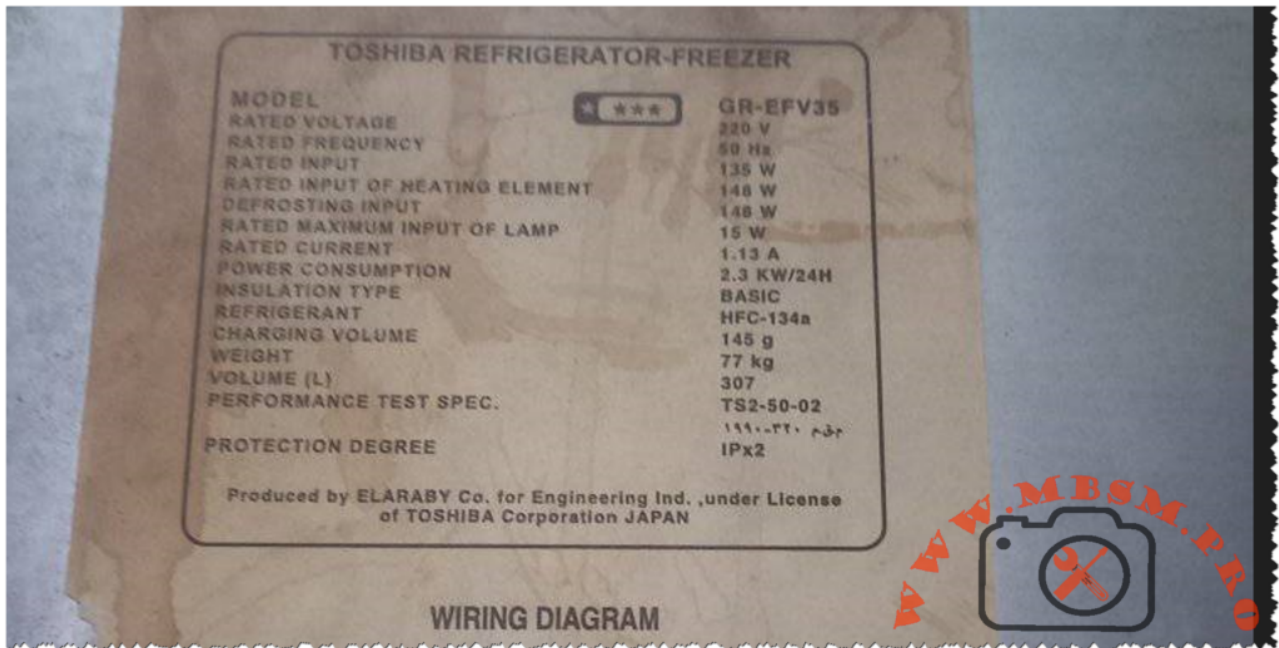 TOSHIBA REFRIGERATOR-FREEZER
MODEL GR-EFV35
RATED VOLTAGE 220 V
RATED FREQUENCY 50 Hz
RATED INPUT 135 W
RATED INPUT OF HEATING ELEMENT 148 W
DEFROSTING INPUT 148 W
RATED MAXIMUM INPUT OF LAMP 15 W
RATED CURRENT 1.13 A
POWER CONSUMPTION 2.3 KW/24H
INSULATION TYPE BASIC
REFRIGERANT HFC-134a
CHARGING VOLUME 145 g
WEIGHT 77 kg
VOLUME (L) 307
PERFORMANCE TEST SPEC. TS2-50-02
م.ق.م ٣٢٠-١٩٩٠
PROTECTION DEGREE IPx2
Produced by ELARABY Co. for Engineering Ind. ,under License
of TOSHIBA Corporation JAPAN
WIRING DIAGRAM
WWW.MBSM.PRO